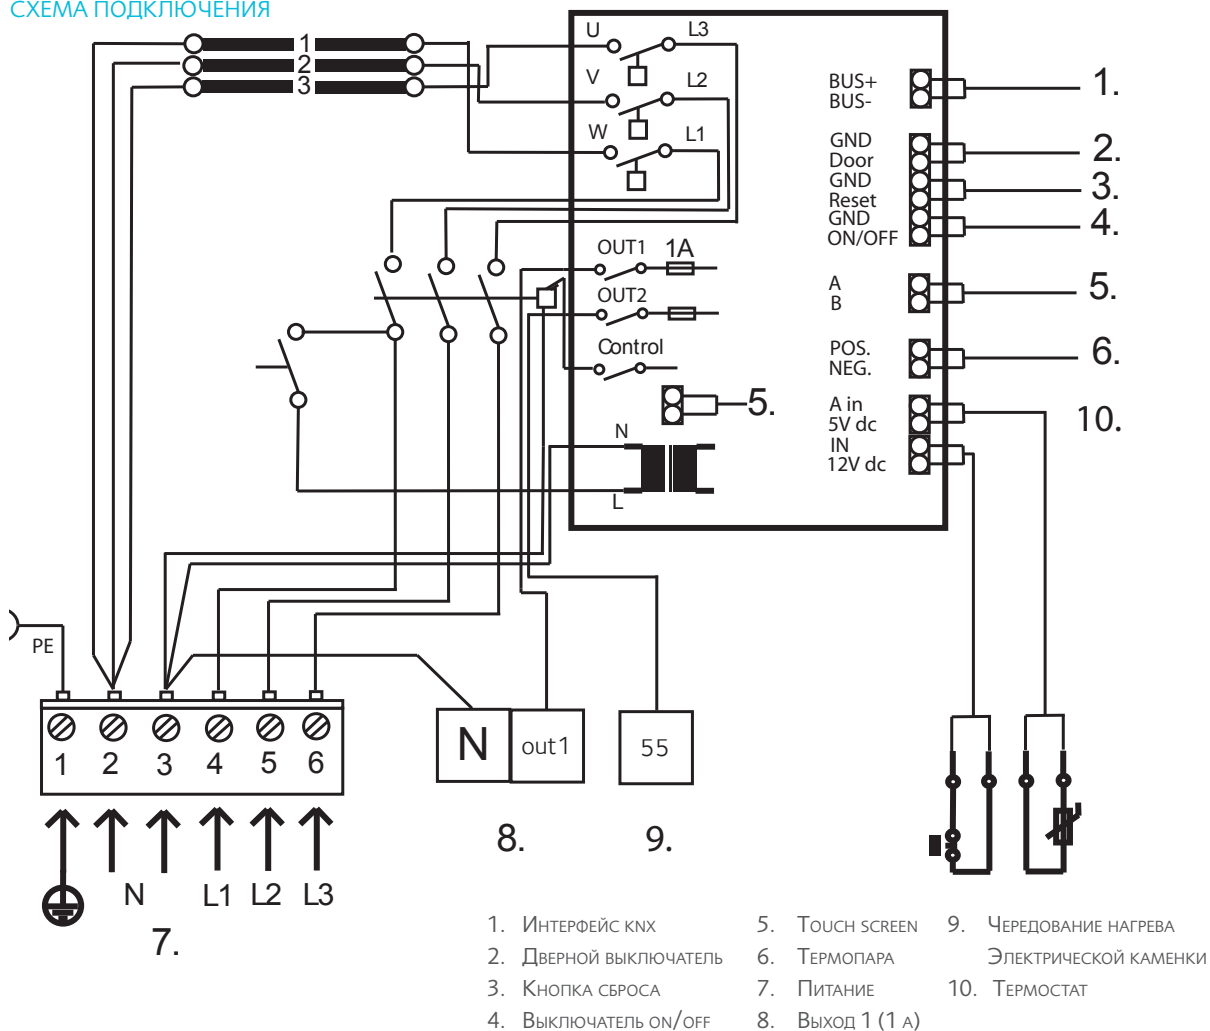 СХЕМА ПОДКЛЮЧЕНИЯ
1
2
3
U
L3
V
L2
W
L1
BUS+
BUS-
1.
GND
Door
2.
GND
Reset
3.
GND
ON/OFF
4.
OUT1
1A
OUT2
A
B
5.
Control
POS.
NEG.
6.
5.
A in
5V dc
10.
IN
12V dc
N
L
PE
1
2
3
4
5
6
N
out1
55
8.
9.
N
L1
L2
L3
7.
1. Интерфейс knx
2. Дверной выключатель
3. Кнопка сброса
4. Выключатель on/off
5. Touch screen
6. Термопара
7. Питание
8. Выход 1 (1 а)
9. Чередование нагрева
Электрической каменки
10. Термостат